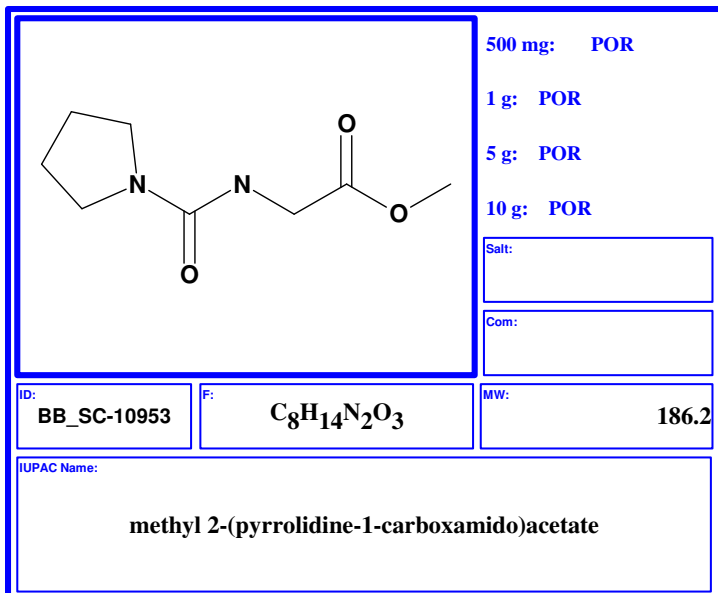 500 mg: POR
1 g: POR
5 g: POR
10 g: POR
O
N
N
O
O
Salt:
Com:
ID:
BB_SC-10953
F:
C8H14N2O3
MW:
186.2
IUPAC Name:
methyl 2-(pyrrolidine-1-carboxamido)acetate